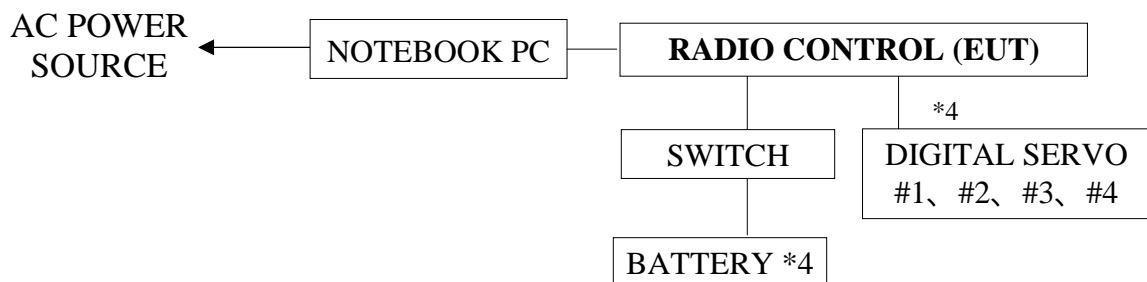 AC POWER
SOURCE
NOTEBOOK PC
RADIO CONTROL (EUT)
*4
SWITCH
DIGITAL SERVO
#1、#2、#3、#4
BATTERY *4